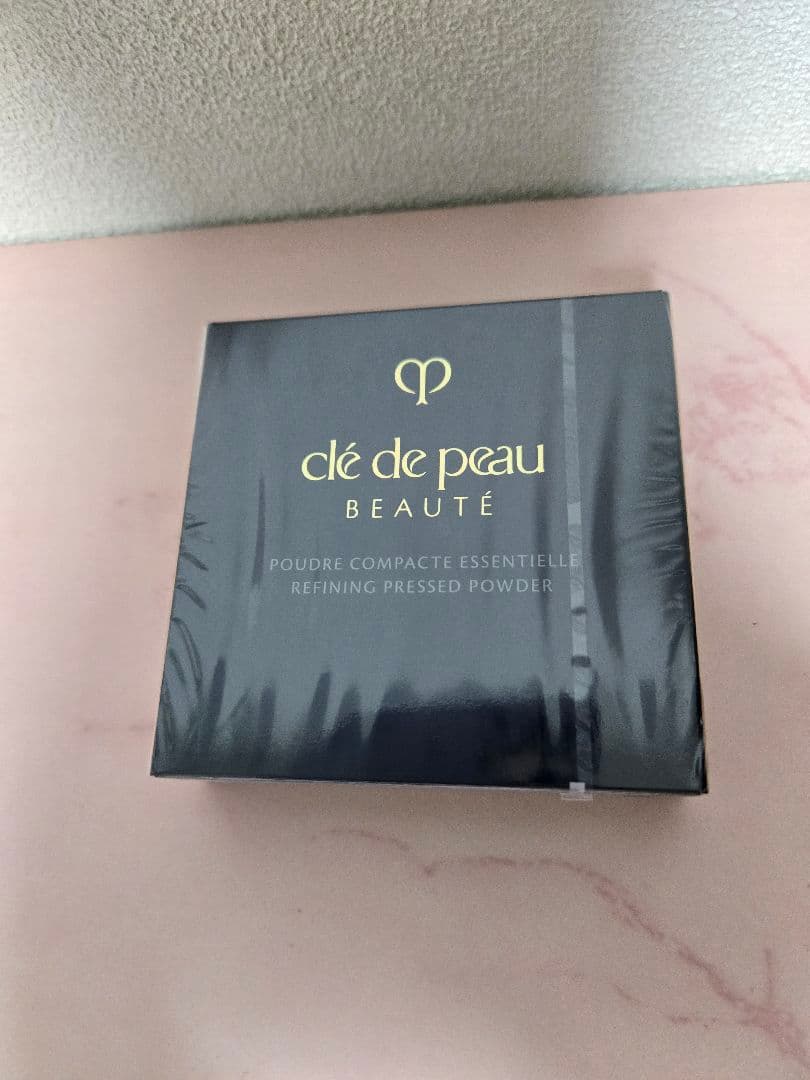 clé de peau
BEAUTÉ
POUDRE COMPACTE ESSENTIELLE
REFINING PRESSED POWDER